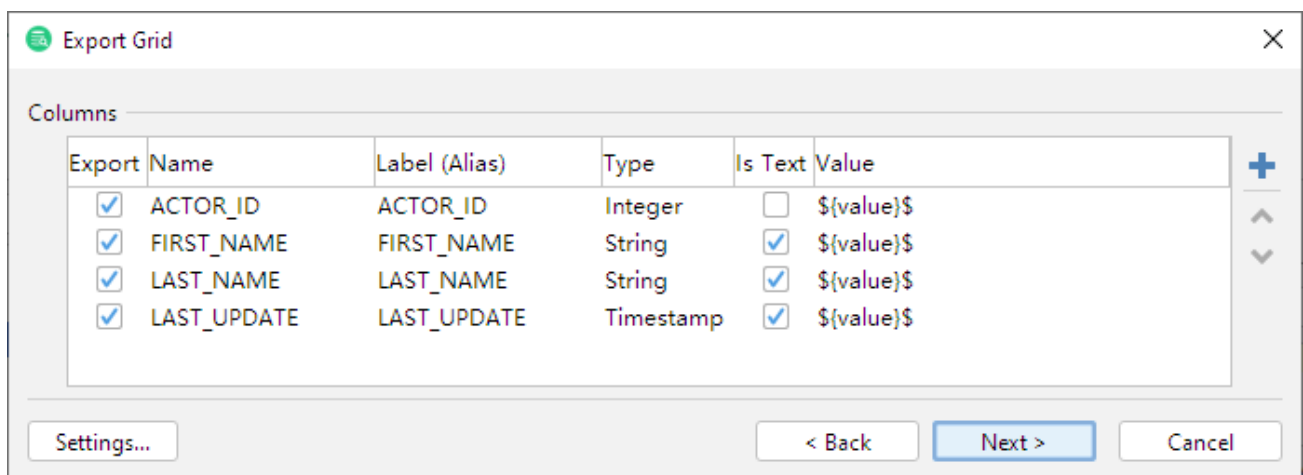 Export Grid
Columns
Export Name Label (Alias) Type Is Text Value
ACTOR_ID ACTOR_ID Integer ${value}$
FIRST_NAME FIRST_NAME String ${value}$
LAST_NAME LAST_NAME String ${value}$
LAST_UPDATE LAST_UPDATE Timestamp ${value}$
Settings... < Back Next > Cancel